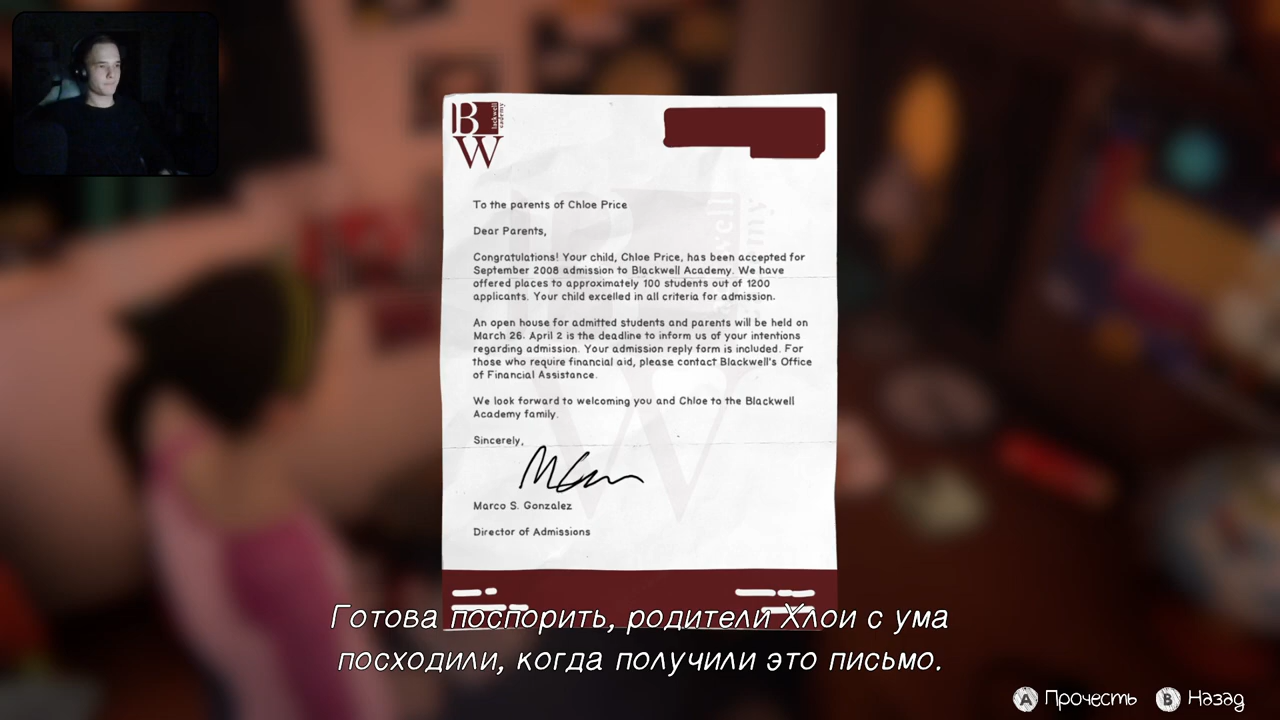 B
lackwell
cademy
W
To the parents of Chloe Price
Dear Parents,
Congratulations! Your child, Chloe Price, has been accepted for
September 2008 admission to Blackwell Academy. We have
offered places to approximately 100 students out of 1200
applicants. Your child excelled in all criteria for admission.
An open house for admitted students and parents will be held on
March 26. April 2 is the deadline to inform us of your intentions
regarding admission. Your admission reply form is included. For
those who require financial aid, please contact Blackwell's Office
of Financial Assistance.
We look forward to welcoming you and Chloe to the Blackwell
Academy family.
Sincerely,
Marco S. Gonzalez
Director of Admissions
Готова поспорить, родители Хлои с ума
посходили, когда получили это письмо.
A Прочесть B Назад